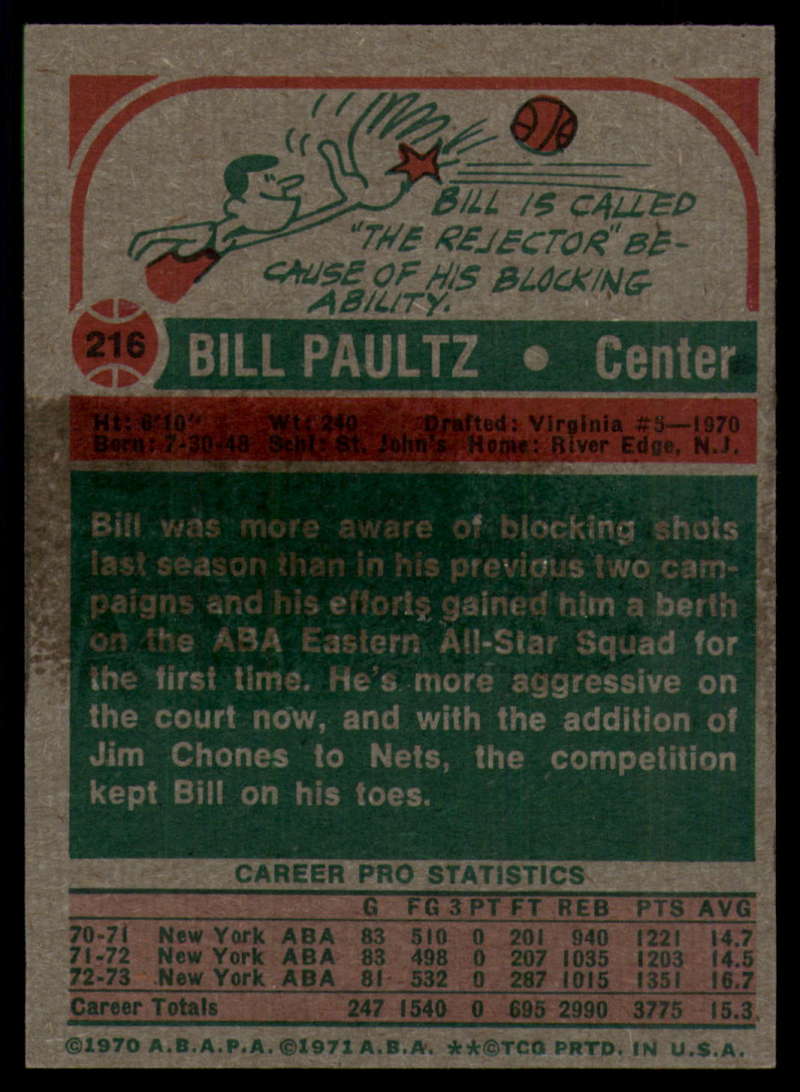 BILL IS CALLED
"THE REJECTOR" BE-
CAUSE OF HIS BLOCKING
ABILITY.
216 BILL PAULTZ • Center
Ht: 6'10" Wt: 240 Drafted: Virginia #5—1970
Born: 7-30-48 Schl: St. John's Home: River Edge, N.J.
Bill was more aware of blocking shots
last season than in his previous two cam-
paigns and his efforts gained him a berth
on the ABA Eastern All-Star Squad for
the first time. He's more aggressive on
the court now, and with the addition of
Jim Chones to Nets, the competition
kept Bill on his toes.
CAREER PRO STATISTICS
G FG 3 PT FT REB PTS AVG
70-71 New York ABA 83 510 0 201 940 1221 14.7
71-72 New York ABA 83 498 0 207 1035 1203 14.5
72-73 New York ABA 81 532 0 287 1015 1351 16.7
Career Totals 247 1540 0 695 2990 3775 15.3
©1970 A.B.A.P.A. ©1971 A.B.A. **©TCG PRTD. IN U.S.A.